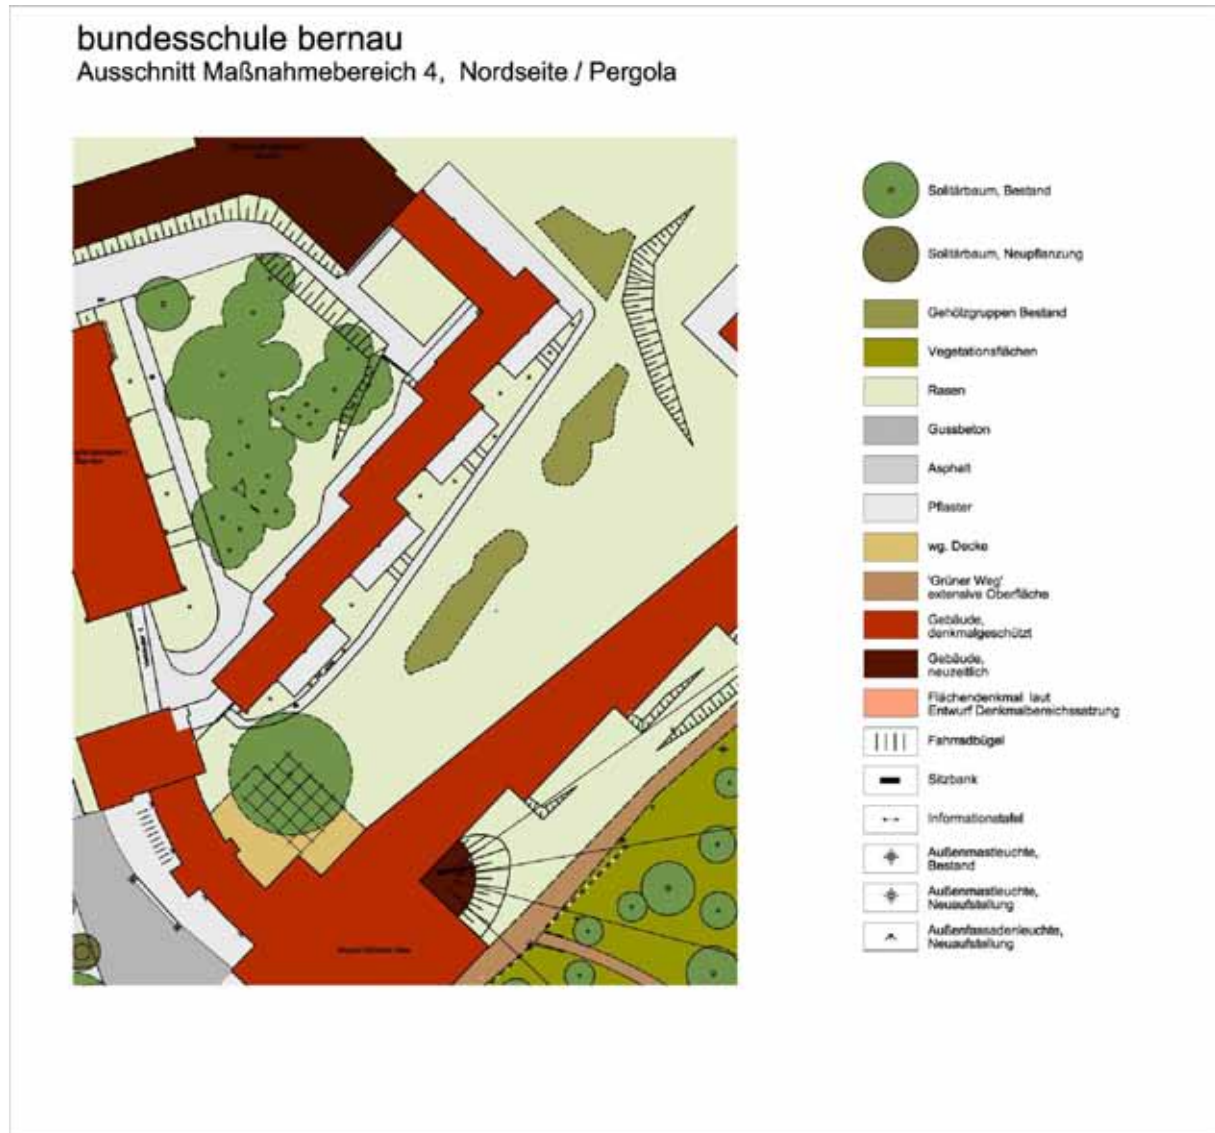 bundesschule bernau
Ausschnitt Maßnahmebereich 4, Nordseite / Pergola
Solitärbaum, Bestand
Solitärbaum, Neupflanzung
Gehölzgruppen Bestand
Vegetationsflächen
Rasen
Gussbeton
Asphalt
Pflaster
wg. Decke
'Grüner Weg'
extensive Oberfläche
Gebäude,
denkmalgeschützt
Gebäude,
neuzeitlich
Flächendenkmal laut
Entwurf Denkmalbereichssatzung
Fahrradbügel
Sitzbank
Informationstafel
Außenmastleuchte,
Bestand
Außenmastleuchte,
Neuaufstellung
Außenfassadenleuchte,
Neuaufstellung